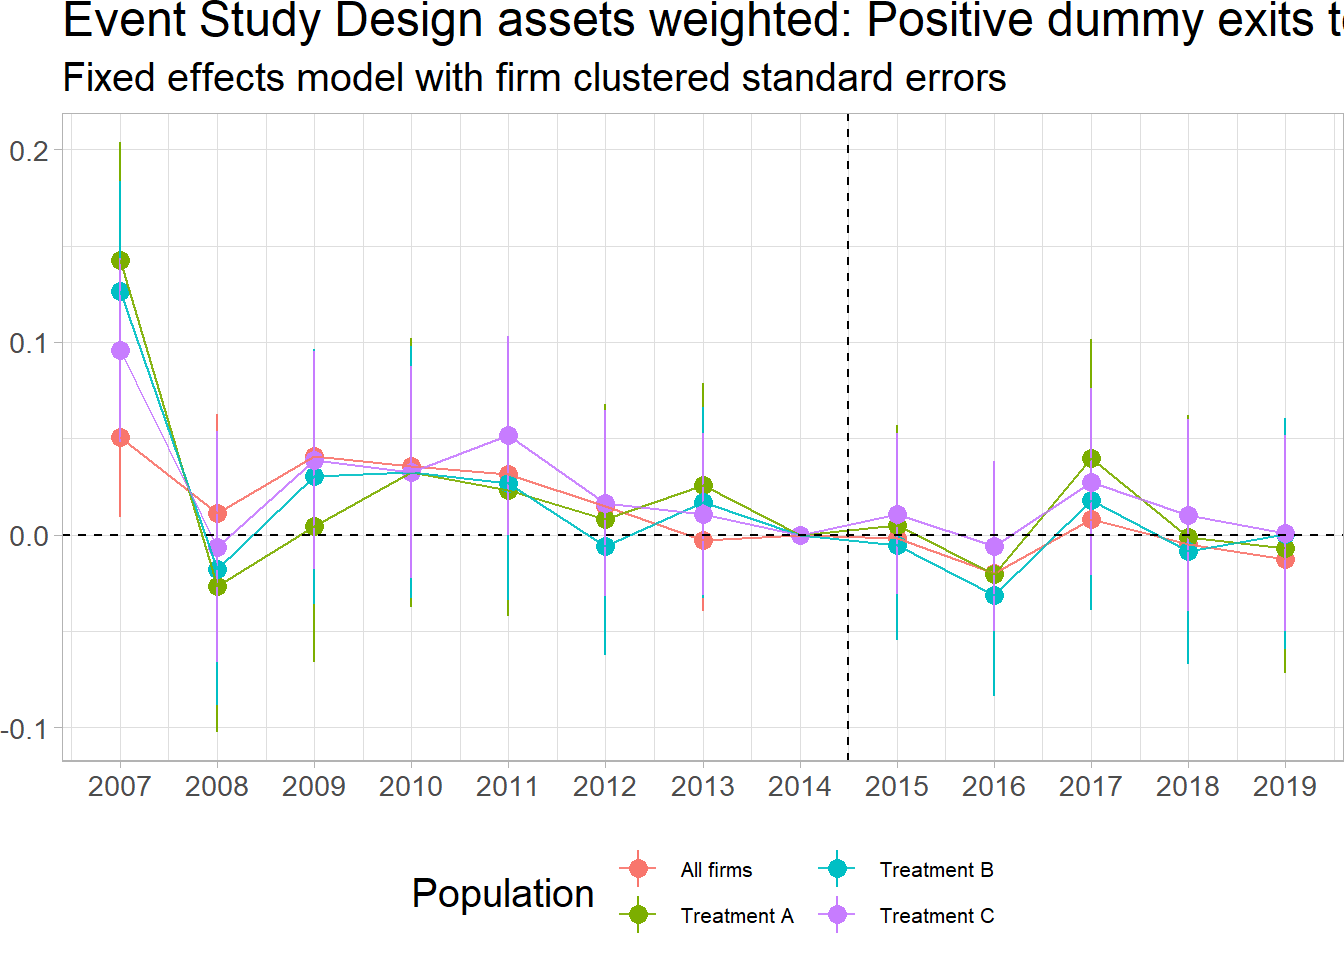 Event Study Design assets weighted: Positive dummy exits
Fixed effects model with firm clustered standard errors
0.2
0.1
0.0
-0.1
2007 2008 2009 2010 2011 2012 2013 2014 2015 2016 2017 2018 2019
Population
All firms
Treatment A
Treatment B
Treatment C